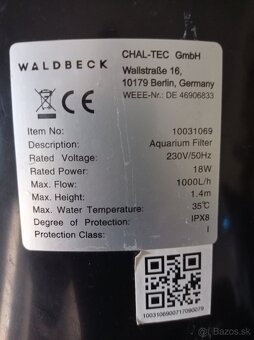 WALDBECK
CHAL-TEC GmbH
Wallstraße 16,
10179 Berlin, Germany
WEEE-Nr.: DE 46906833
CE
Item No: 10031069
Description: Aquarium Filter
Rated Voltage: 230V/50Hz
Rated Power: 18W
Max. Flow: 1000L/h
Max. Height: 1.4m
Max. Water Temperature: 35℃
Degree of Protection: IPX8
Protection Class: I
1003106900717090079
Bazos.sk